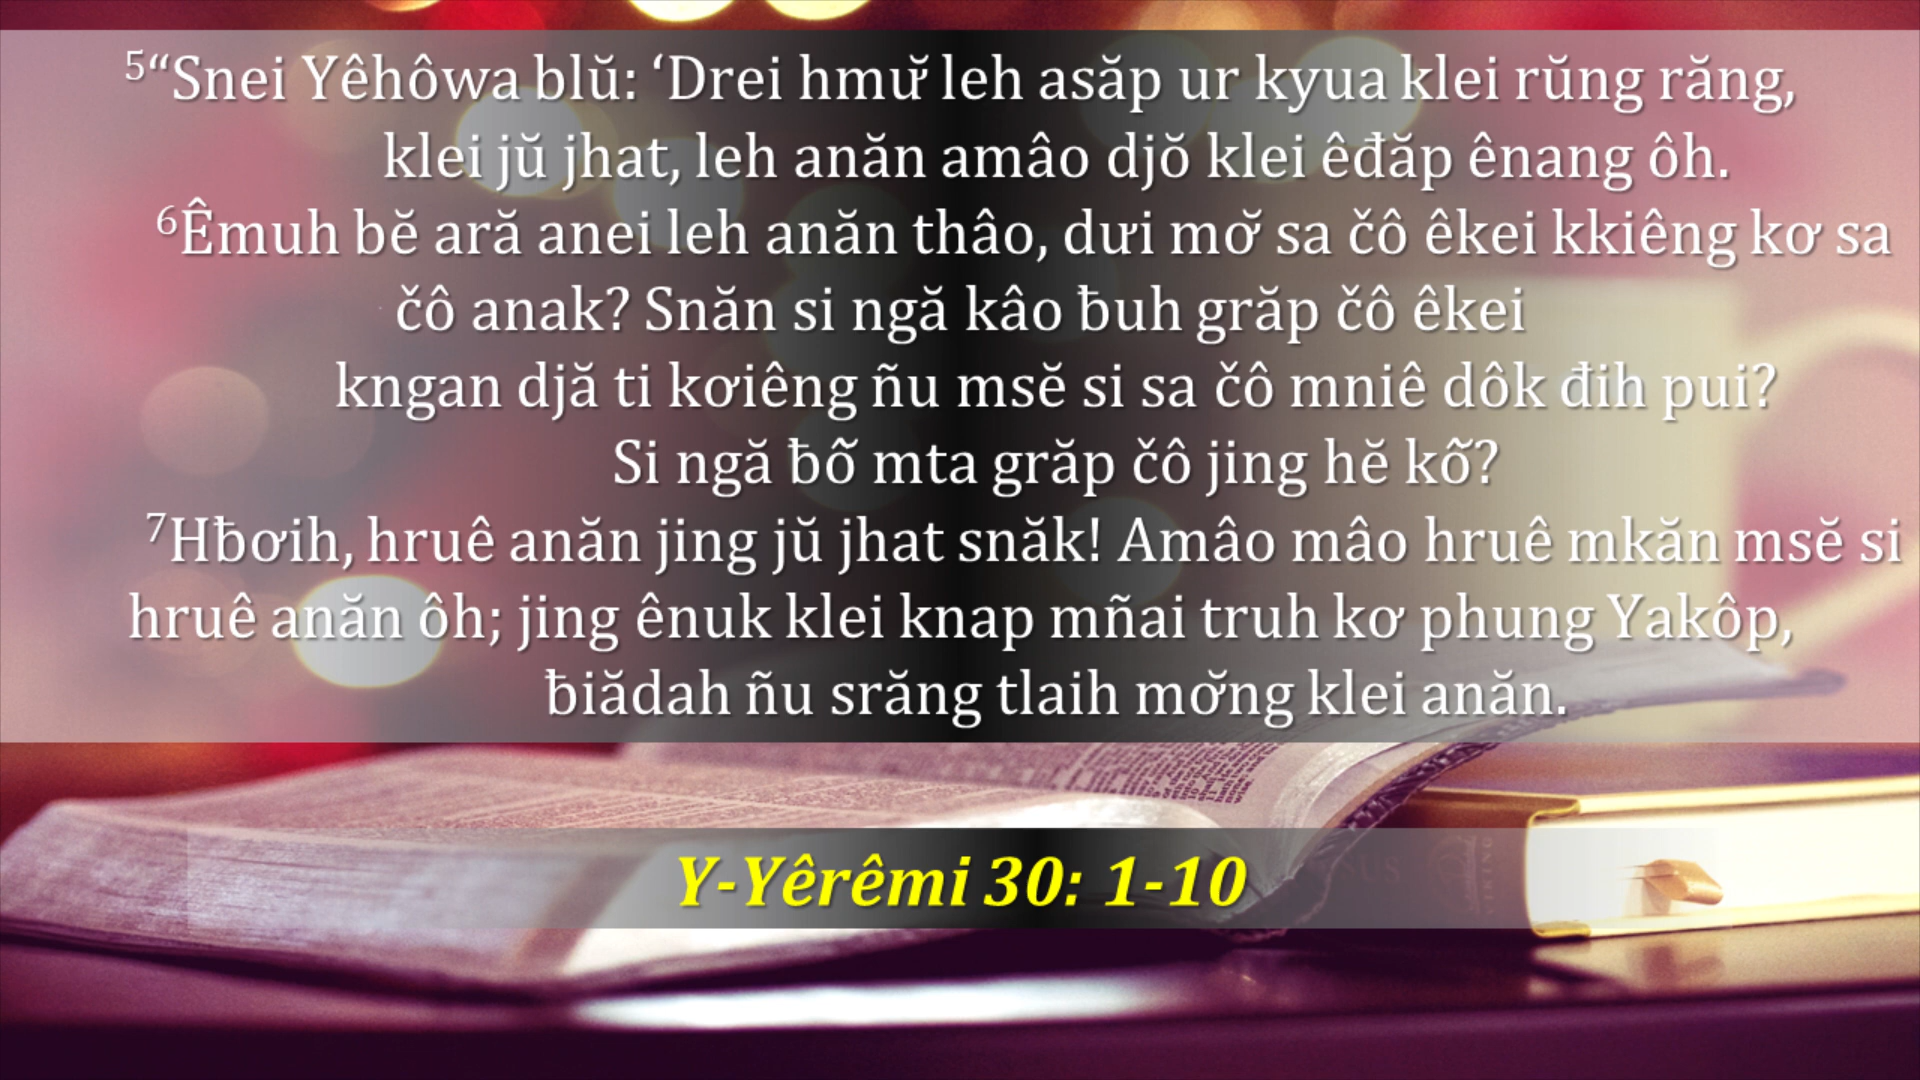 ⁵“Snei Yêhôwa blŭ: ‘Drei hmư̆ leh asăp ur kyua klei rŭng răng,
klei jŭ jhat, leh anăn amâo djŏ klei êđăp ênang ôh.
⁶Êmuh bĕ ară anei leh anăn thâo, dưi mơ̆ sa čô êkei kkiêng kơ sa
čô anak? Snăn si ngă kâo ƀuh grăp čô êkei
kngan djă ti kơiêng ñu msĕ si sa čô mniê dôk đih pui?
Si ngă ƀỗ mta grăp čô jing hĕ kỗ?
⁷Hƀơih, hruê anăn jing jŭ jhat snăk! Amâo mâo hruê mkăn msĕ si
hruê anăn ôh; jing ênuk klei knap mñai truh kơ phung Yakôp,
ƀiădah ñu srăng tlaih mơ̆ng klei anăn.
Y-Yêrêmi 30: 1-10